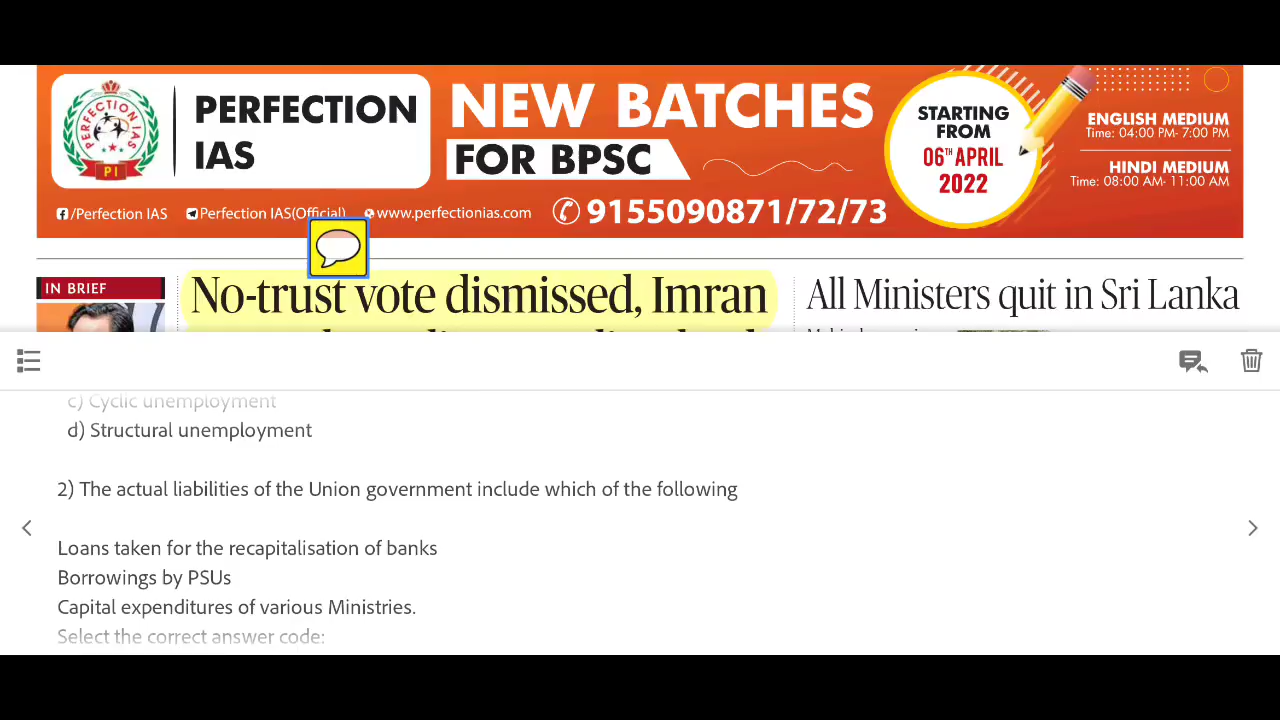 PERFECTION IAS
PI
PERFECTION
IAS
NEW BATCHES
FOR BPSC
STARTING
FROM
06TH APRIL
2022
ENGLISH MEDIUM
Time: 04:00 PM- 7:00 PM
HINDI MEDIUM
Time: 08:00 AM- 11:00 AM
/Perfection IAS
Perfection IAS(Official)
www.perfectionias.com
9155090871/72/73
IN BRIEF
No-trust vote dismissed, Imran
All Ministers quit in Sri Lanka
c) Cyclic unemployment
d) Structural unemployment
2) The actual liabilities of the Union government include which of the following
Loans taken for the recapitalisation of banks
Borrowings by PSUs
Capital expenditures of various Ministries.
Select the correct answer code: